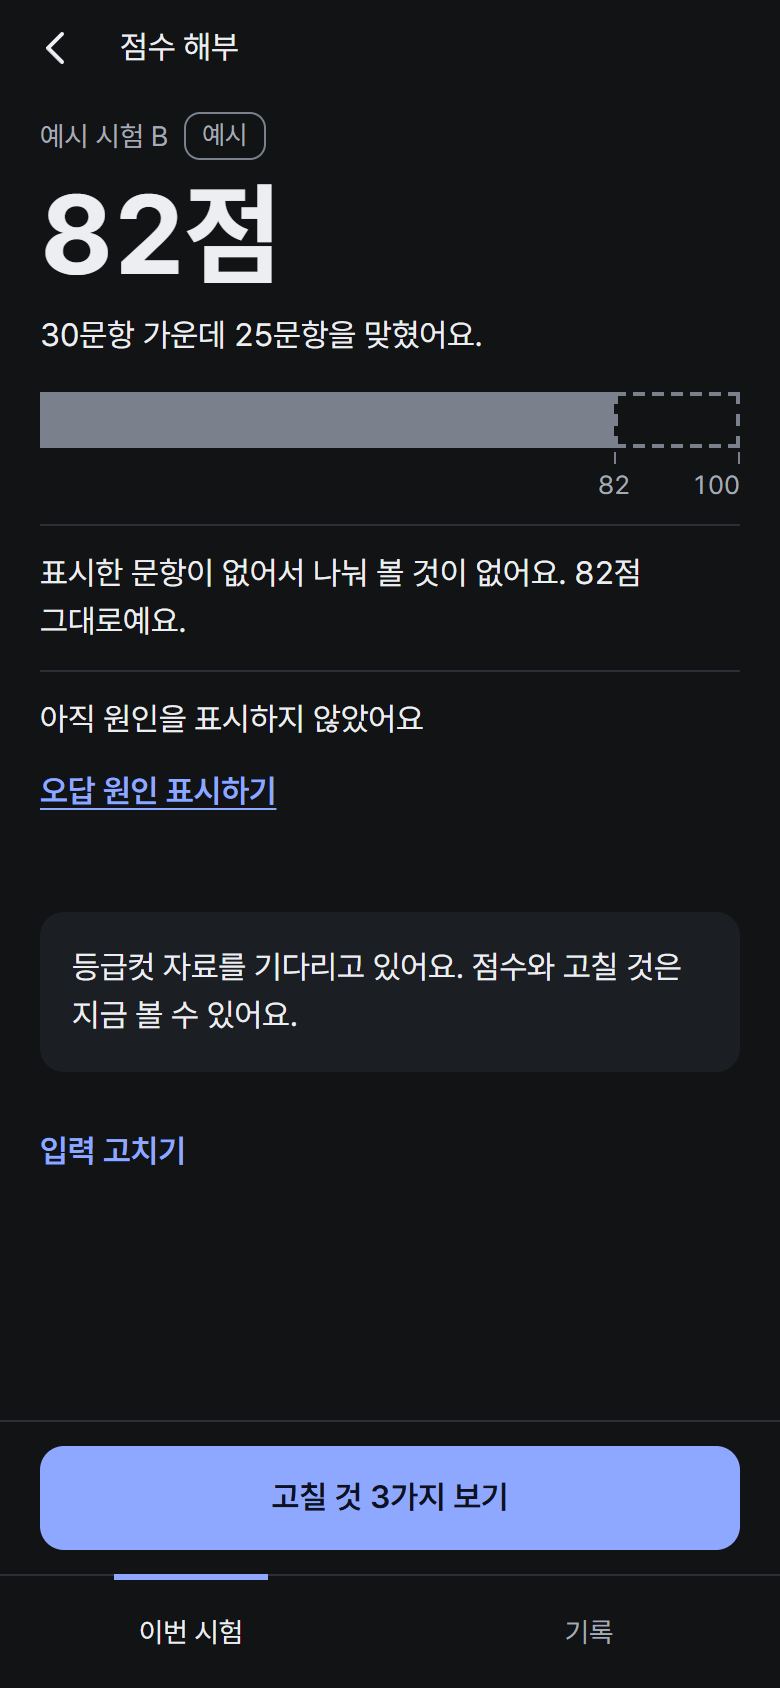 점수 해부
예시 시험 B 예시
82점
30문항 가운데 25문항을 맞혔어요.
82 100
표시한 문항이 없어서 나눠 볼 것이 없어요. 82점
그대로예요.
아직 원인을 표시하지 않았어요
오답 원인 표시하기
등급컷 자료를 기다리고 있어요. 점수와 고칠 것은
지금 볼 수 있어요.
입력 고치기
고칠 것 3가지 보기
이번 시험 기록